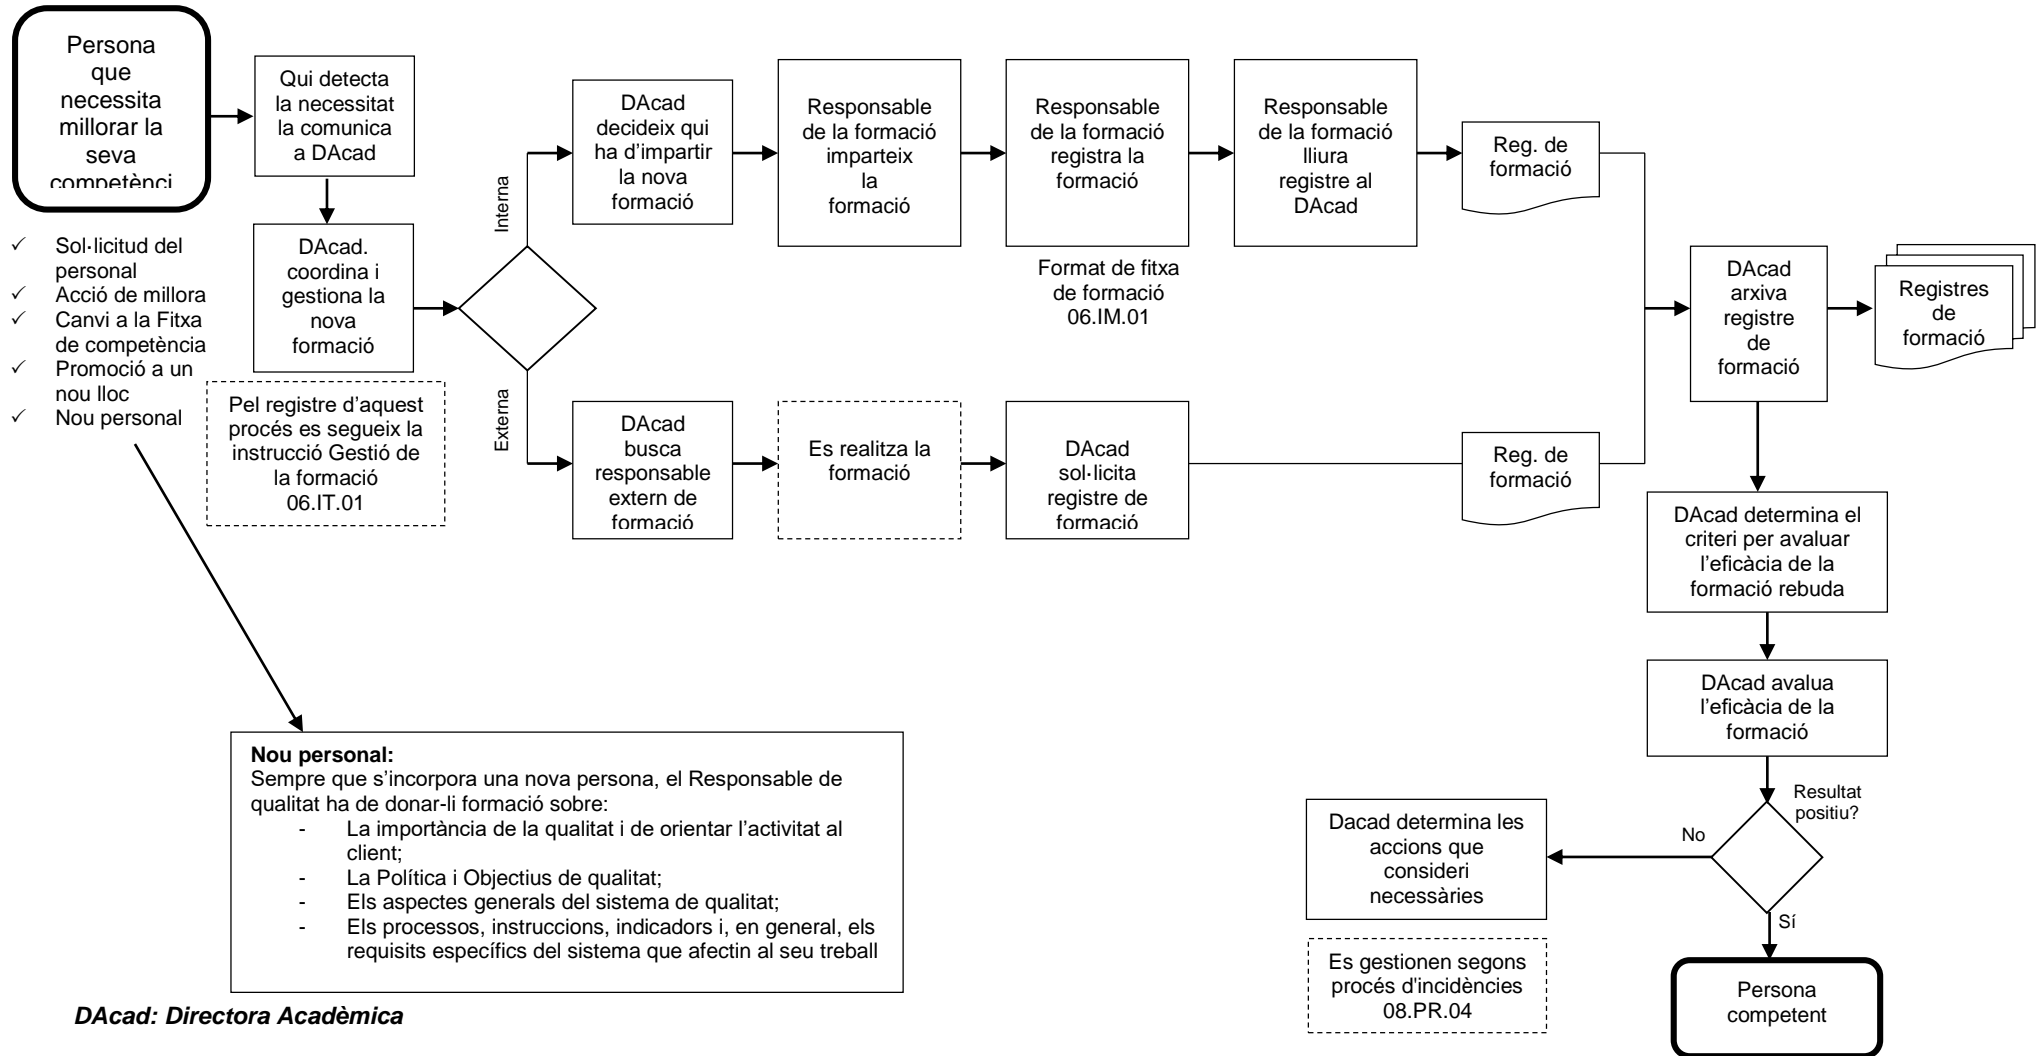 Persona
que
necessita
millorar la
seva
competènci
Qui detecta
la necessitat
la comunica
a DAcad
DAcad.
coordina i
gestiona la
nova
formació
Pel registre d’aquest
procés es segueix la
instrucció Gestió de
la formació
06.IT.01
✓ Sol·licitud del
personal
✓ Acció de millora
✓ Canvi a la Fitxa
de competència
✓ Promoció a un
nou lloc
✓ Nou personal
Interna
DAcad
decideix qui
ha d’impartir
la nova
formació
Responsable
de la formació
imparteix
la
formació
Responsable
de la formació
registra la
formació
Format de fitxa
de formació
06.IM.01
Responsable
de la formació
lliura
registre al
DAcad
Reg. de
formació
Externa
DAcad
busca
responsable
extern de
formació
Es realitza la
formació
DAcad
sol·licita
registre de
formació
Reg. de
formació
DAcad
arxiva
registre
de
formació
Registres
de
formació
DAcad determina el
criteri per avaluar
l’eficàcia de la
formació rebuda
DAcad avalua
l’eficàcia de la
formació
Resultat
positiu?
No
Dacad determina les
accions que
consideri
necessàries
Es gestionen segons
procés d'incidències
08.PR.04
Sí
Persona
competent
Nou personal:
Sempre que s’incorpora una nova persona, el Responsable de
qualitat ha de donar-li formació sobre:
- La importància de la qualitat i de orientar l’activitat al
client;
- La Política i Objectius de qualitat;
- Els aspectes generals del sistema de qualitat;
- Els processos, instruccions, indicadors i, en general, els
requisits específics del sistema que afectin al seu treball
DAcad: Directora Acadèmica